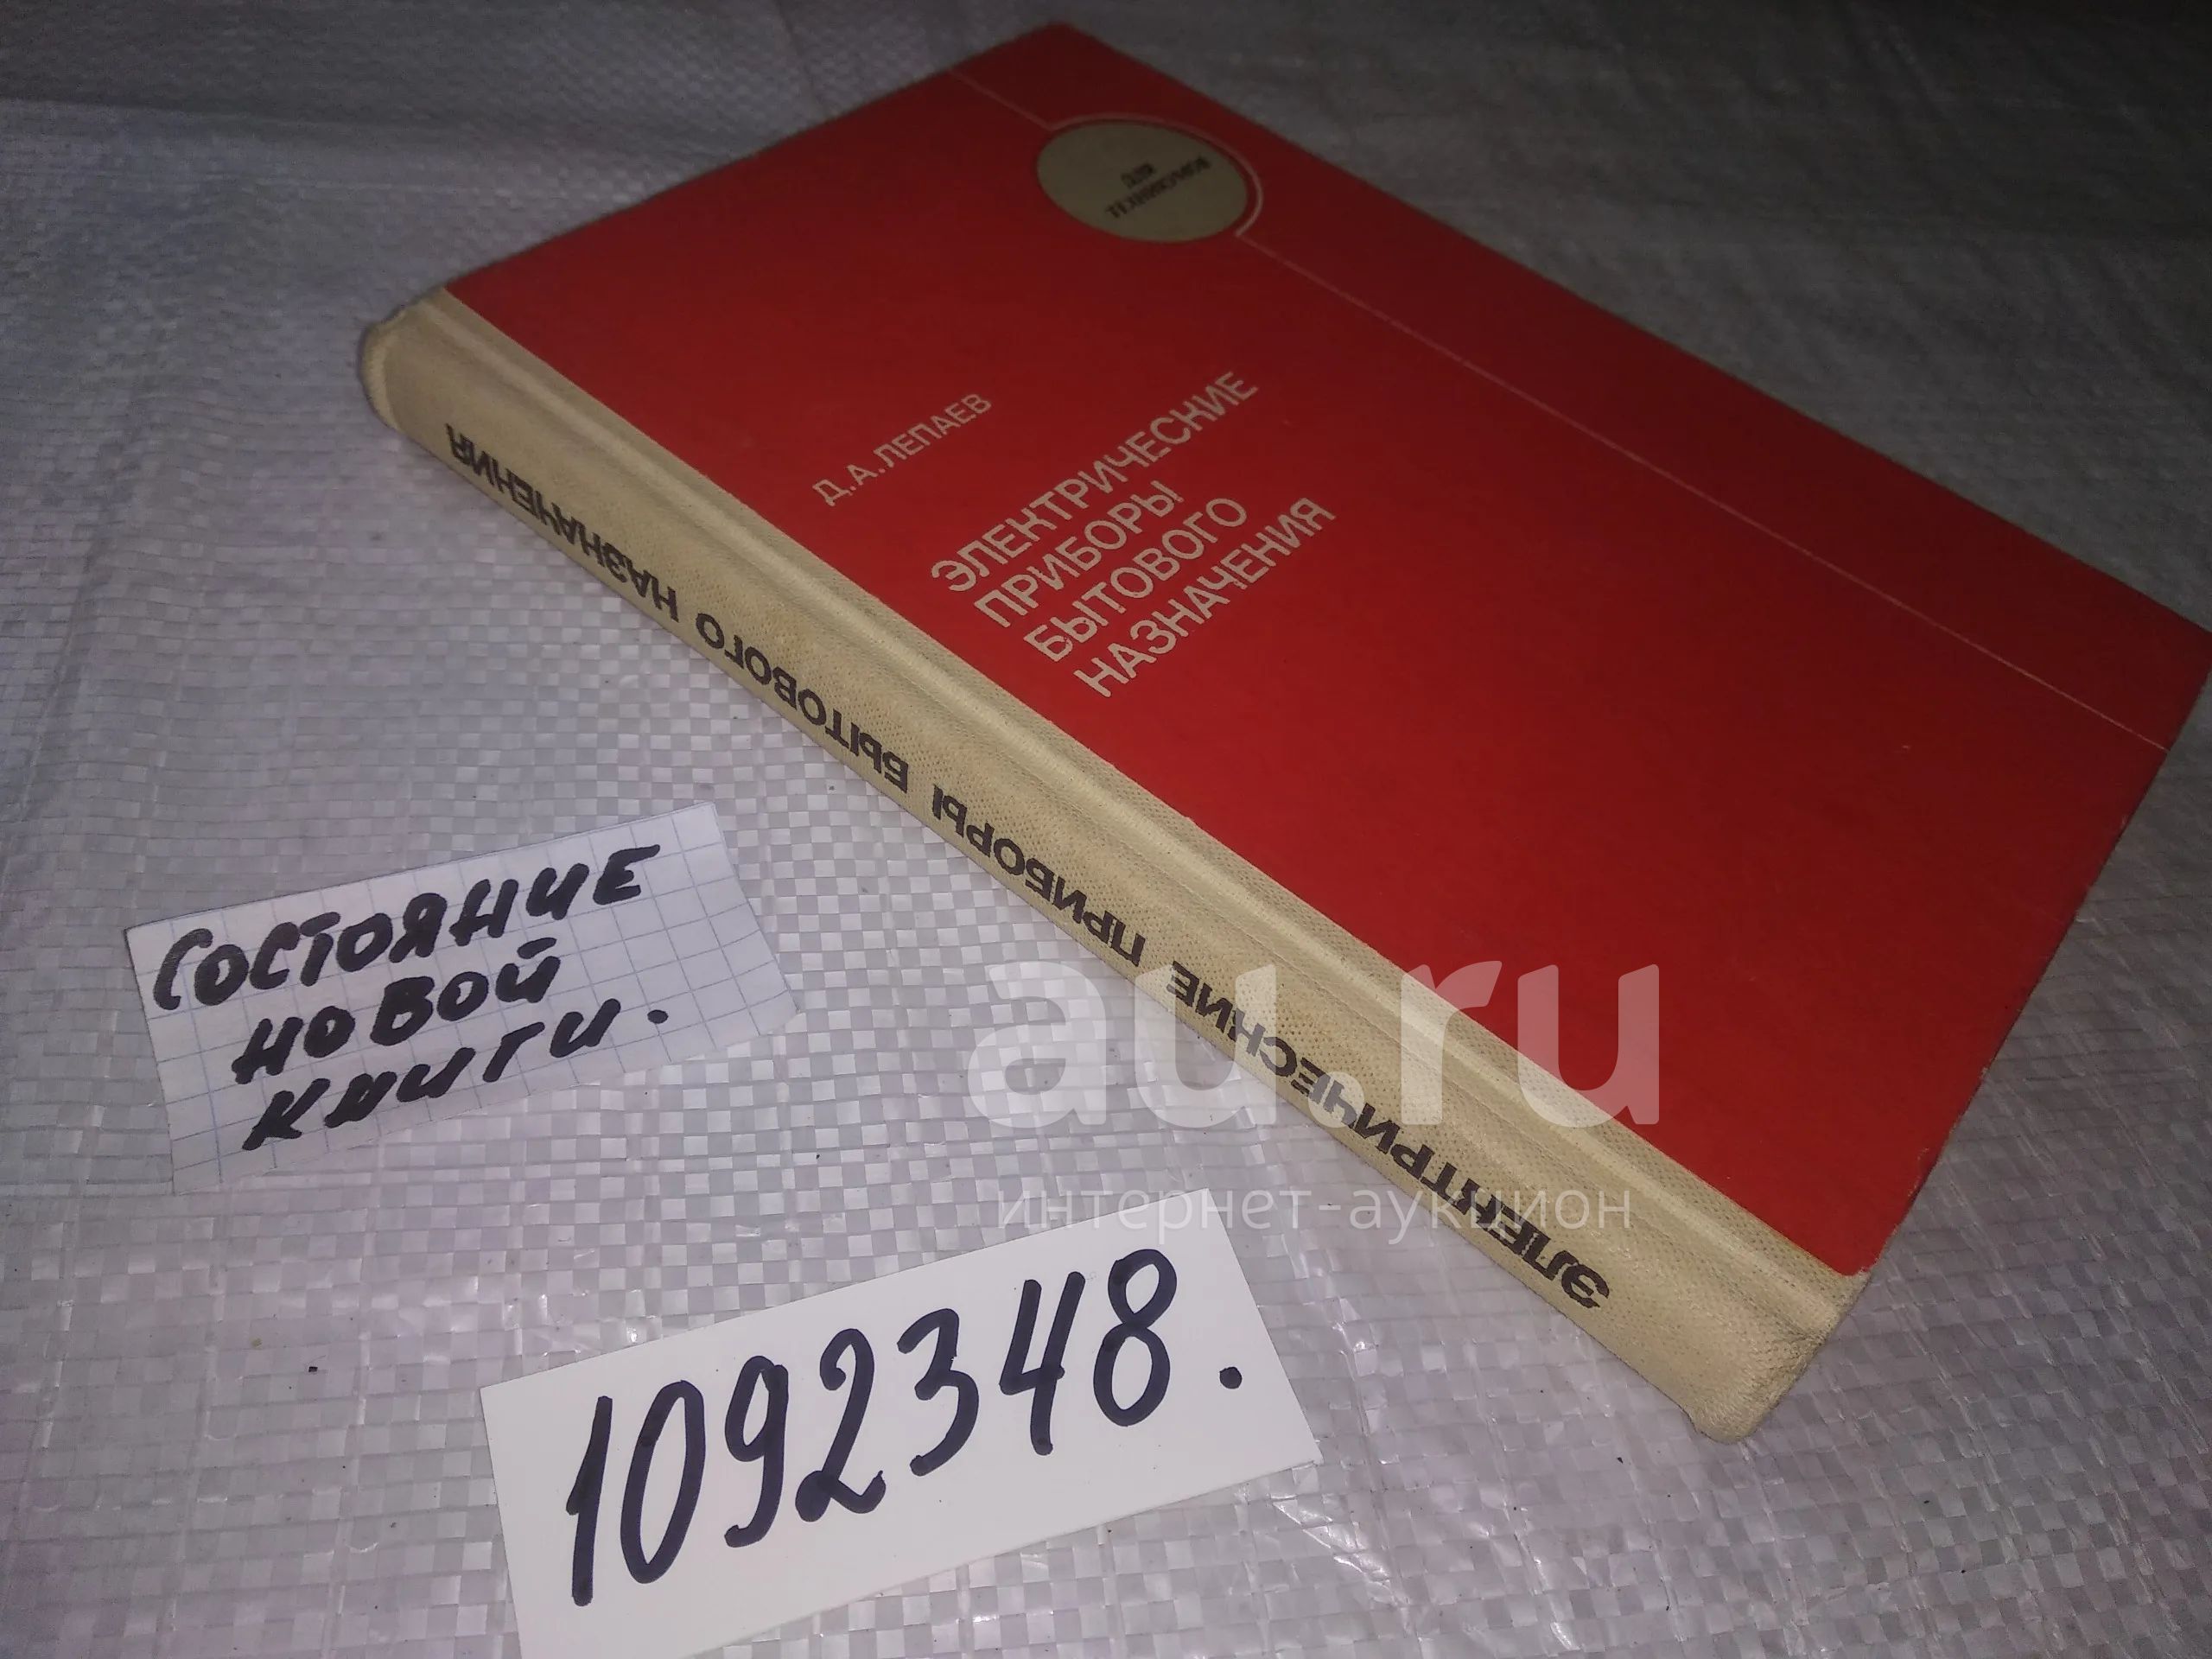 ДЛЯ
ТЕХНИКУМОВ
Д.А.ЛЕПАЕВ
ЭЛЕКТРИЧЕСКИЕ
ПРИБОРЫ
БЫТОВОГО
НАЗНАЧЕНИЯ
ЭЛЕКТРИЧЕСКИЕ ПРИБОРЫ БЫТОВОГО НАЗНАЧЕНИЯ
СОСТОЯНИЕ
НОВОЙ
КНИГИ.
au.ru
интернет-аукцион
1092348.